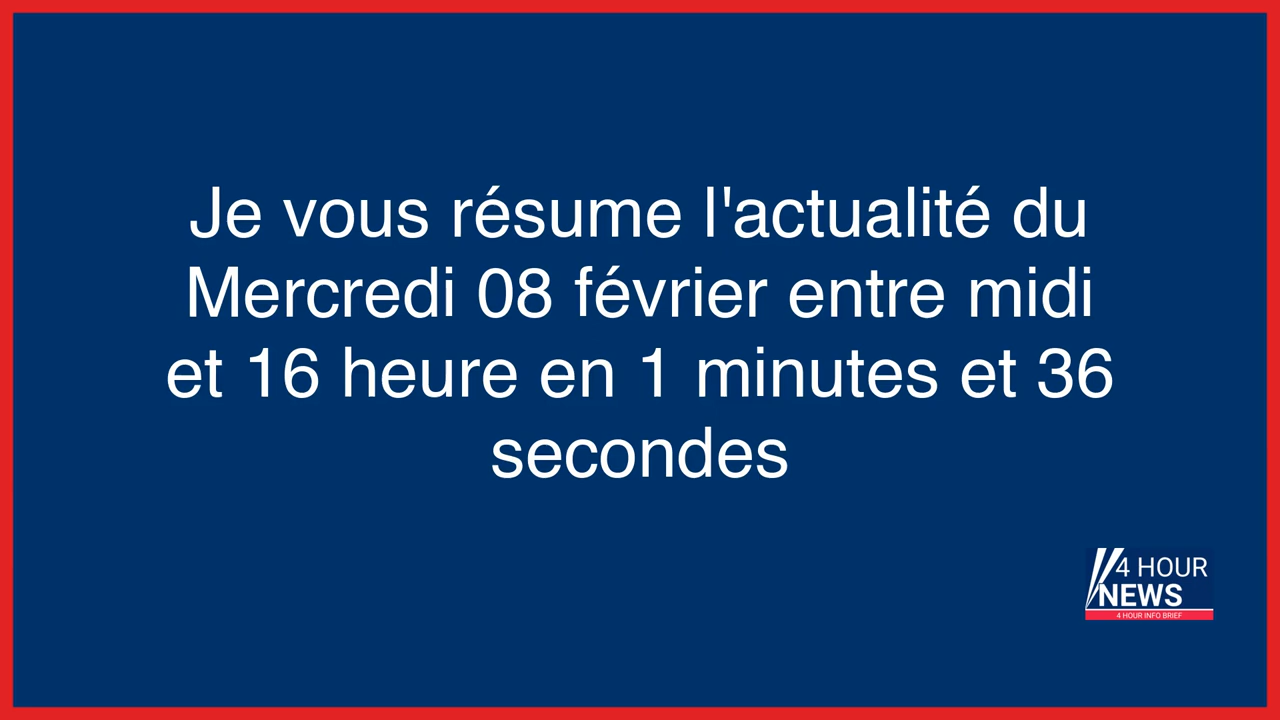 Je vous résume l'actualité du
Mercredi 08 février entre midi
et 16 heure en 1 minutes et 36
secondes
4 HOUR
NEWS
4 HOUR INFO BRIEF